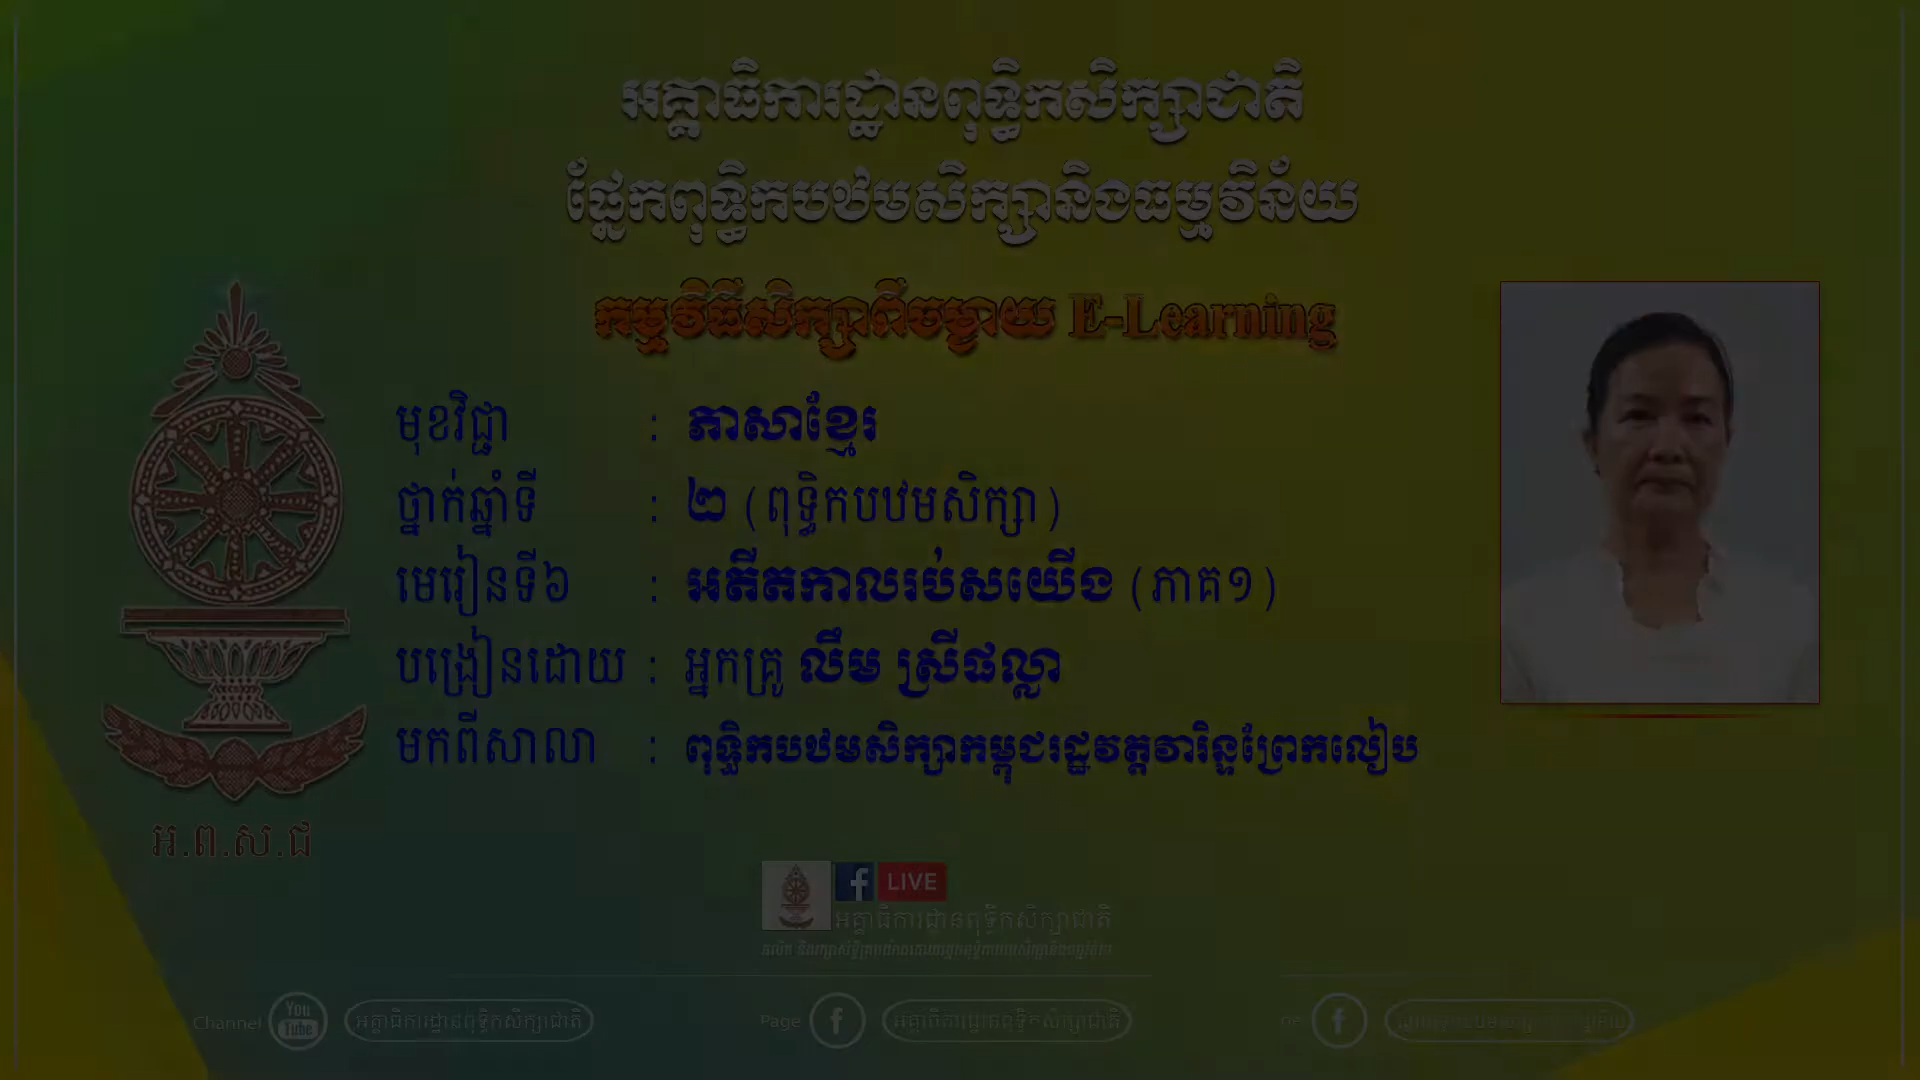 អគ្គាធិការដ្ឋានពុទ្ធិកសិក្សាជាតិ
ផ្នែកពុទ្ធិកបឋមសិក្សានិងធម្មវិន័យ
កម្មវិធីសិក្សាពីចម្ងាយ E-Learning
មុខវិជ្ជា : ភាសាខ្មែរ
ថ្នាក់ឆ្នាំទី : ២ (ពុទ្ធិកបឋមសិក្សា)
មេរៀនទី៦ : អតីតកាលរប់សយើង (ភាគ១)
បង្រៀនដោយ : អ្នកគ្រូ លឹម ស្រីផល្លា
មកពីសាលា : ពុទ្ធិកបឋមសិក្សាកម្ពុជរដ្ឋវត្តវារិន្ទព្រែកលៀប
អ.ព.ស.ជ
f LIVE
អគ្គាធិការដ្ឋានពុទ្ធិកសិក្សាជាតិ
Channel You Tube អគ្គាធិការដ្ឋានពុទ្ធិកសិក្សាជាតិ
Page f អគ្គាធិការដ្ឋានពុទ្ធិកសិក្សាជាតិ
f